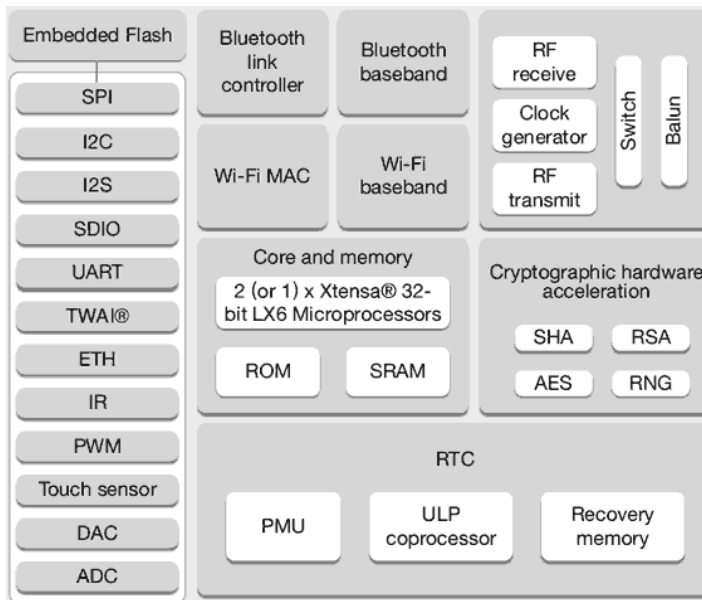 Embedded Flash
SPI
I2C
I2S
SDIO
UART
TWAI®
ETH
IR
PWM
Touch sensor
DAC
ADC
Bluetooth
link
controller
Bluetooth
baseband
Wi-Fi MAC
Wi-Fi
baseband
RF
receive
Clock
generator
RF
transmit
Switch
Balun
Core and memory
2 (or 1) x Xtensa® 32-
bit LX6 Microprocessors
ROM
SRAM
Cryptographic hardware
acceleration
SHA
RSA
AES
RNG
RTC
PMU
ULP
coprocessor
Recovery
memory